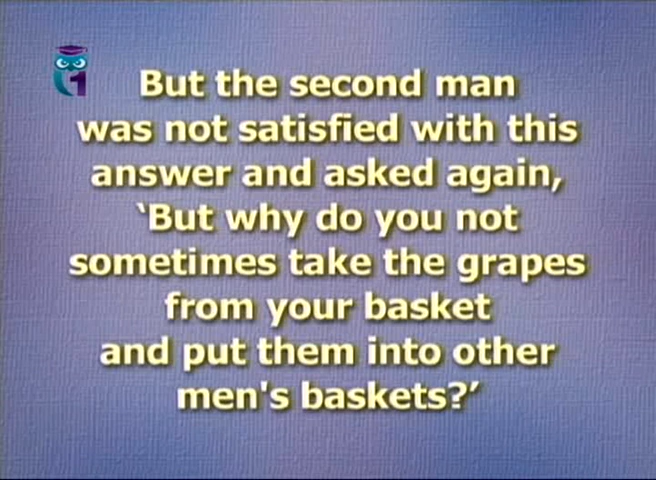 1
But the second man
was not satisfied with this
answer and asked again,
‘But why do you not
sometimes take the grapes
from your basket
and put them into other
men's baskets?’